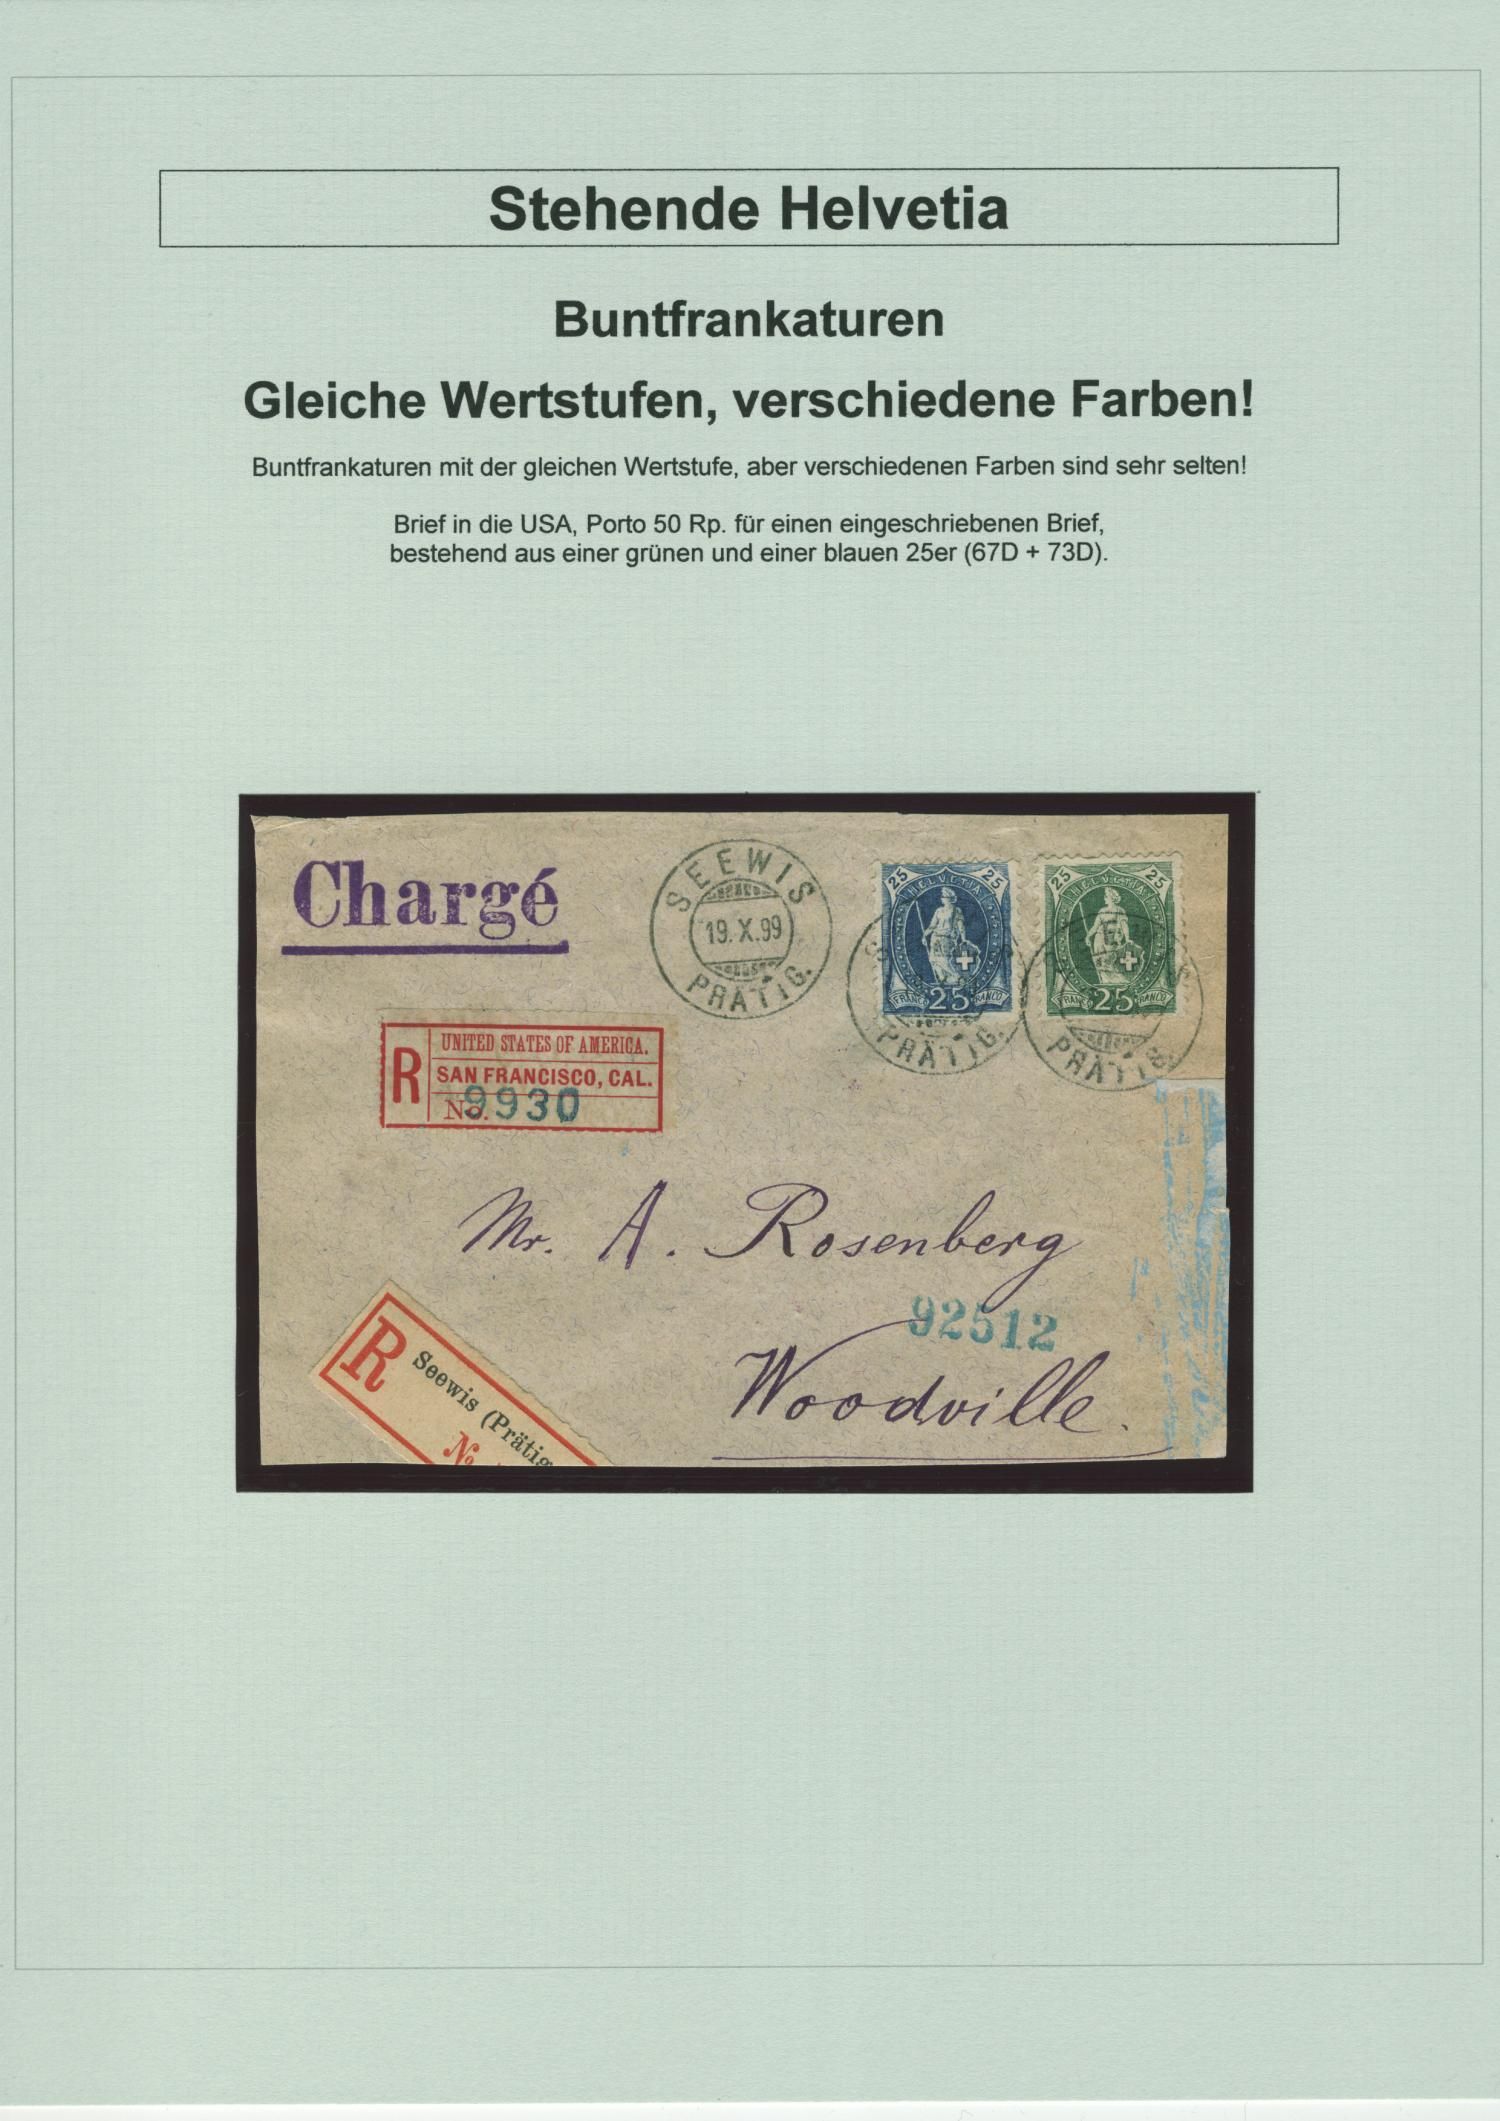 Stehende Helvetia
Buntfrankaturen
Gleiche Wertstufen, verschiedene Farben!
Buntfrankaturen mit der gleichen Wertstufe, aber verschiedenen Farben sind sehr selten!
Brief in die USA, Porto 50 Rp. für einen eingeschriebenen Brief,
bestehend aus einer grünen und einer blauen 25er (67D + 73D).
Chargé
SEEWIS
19. X. 99
PRÄTIG.
25 HELVETIA 25
FRANCO 25 FRANCO
PRÄTIG.
25 HELVETIA 25
FRANCO 25 FRANCO
PRÄTIG.
R
UNITED STATES OF AMERICA.
SAN FRANCISCO, CAL.
No. 9930
Mr. A. Rosenberg
92512
Woodville.
R
Seewis (Prätig
No.